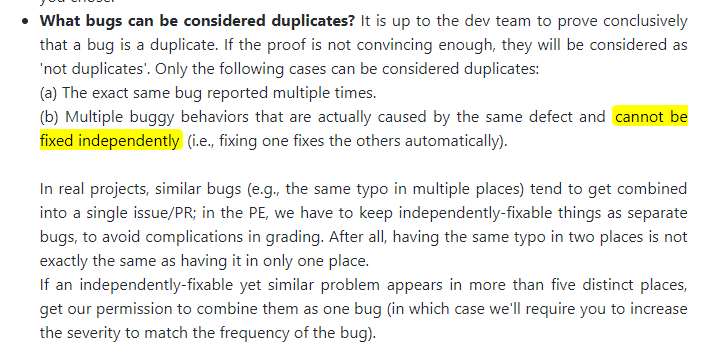 • What bugs can be considered duplicates? It is up to the dev team to prove conclusively
that a bug is a duplicate. If the proof is not convincing enough, they will be considered as
'not duplicates'. Only the following cases can be considered duplicates:
(a) The exact same bug reported multiple times.
(b) Multiple buggy behaviors that are actually caused by the same defect and cannot be
fixed independently (i.e., fixing one fixes the others automatically).
In real projects, similar bugs (e.g., the same typo in multiple places) tend to get combined
into a single issue/PR; in the PE, we have to keep independently-fixable things as separate
bugs, to avoid complications in grading. After all, having the same typo in two places is not
exactly the same as having it in only one place.
If an independently-fixable yet similar problem appears in more than five distinct places,
get our permission to combine them as one bug (in which case we'll require you to increase
the severity to match the frequency of the bug).